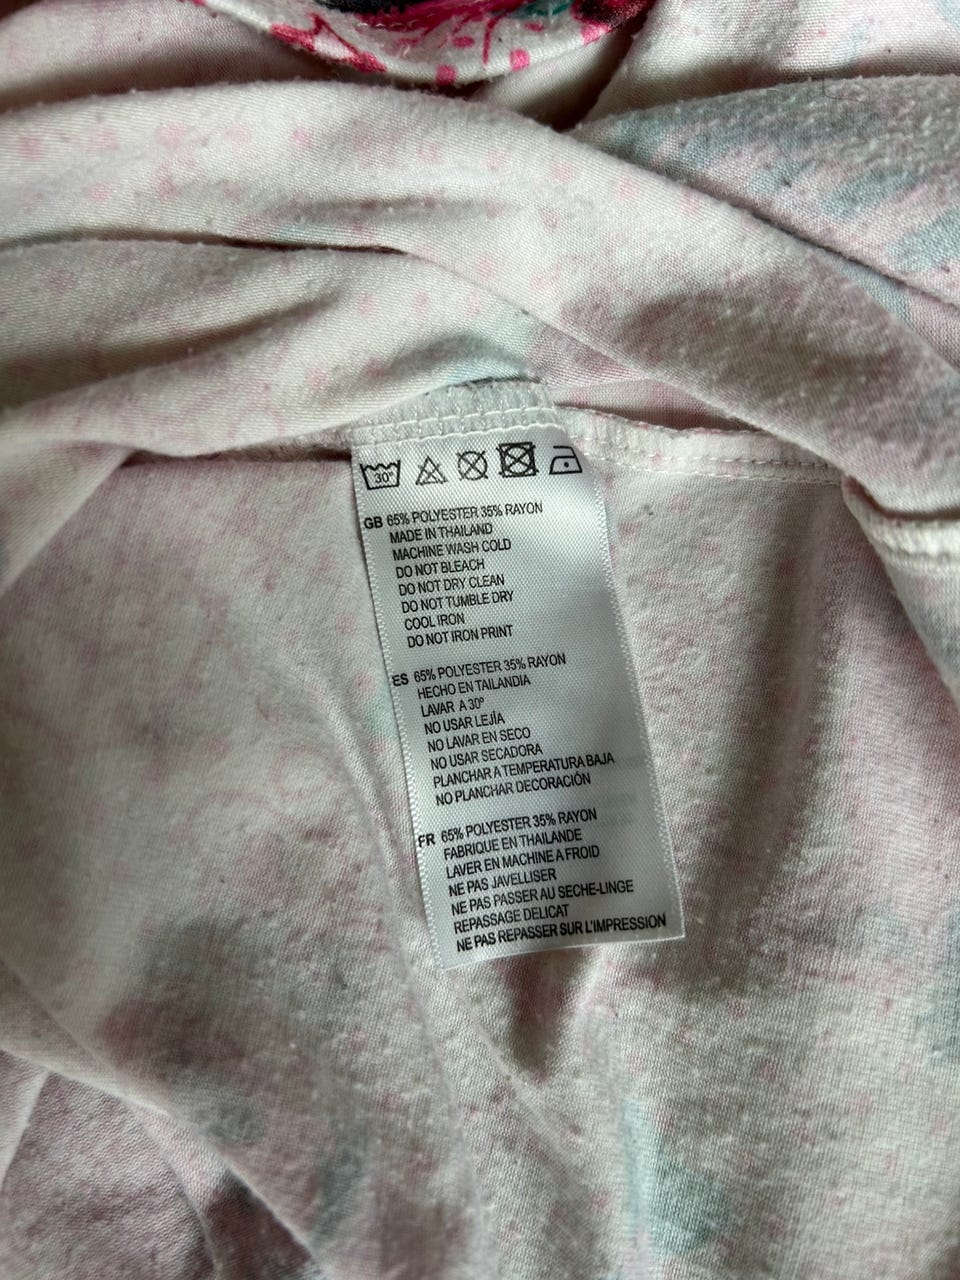 30°
GB 65% POLYESTER 35% RAYON
MADE IN THAILAND
MACHINE WASH COLD
DO NOT BLEACH
DO NOT DRY CLEAN
DO NOT TUMBLE DRY
COOL IRON
DO NOT IRON PRINT
ES 65% POLYESTER 35% RAYON
HECHO EN TAILANDIA
LAVAR A 30º
NO USAR LEJÍA
NO LAVAR EN SECO
NO USAR SECADORA
PLANCHAR A TEMPERATURA BAJA
NO PLANCHAR DECORACIÓN
FR 65% POLYESTER 35% RAYON
FABRIQUE EN THAILANDE
LAVER EN MACHINE A FROID
NE PAS JAVELLISER
NE PAS PASSER AU SECHE-LINGE
REPASSAGE DELICAT
NE PAS REPASSER SUR L'IMPRESSION